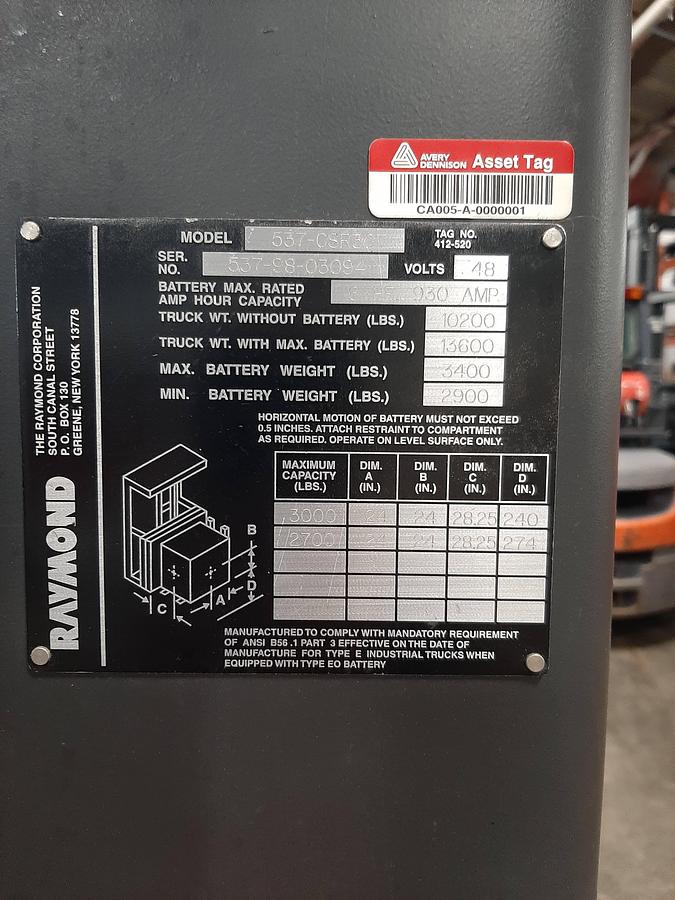 AVERY
DENNISON Asset Tag
CA005-A-0000001
MODEL 537-CSR30
TAG NO.
412-520
SER.
NO. 537-98-03094
VOLTS 48
BATTERY MAX. RATED
AMP HOUR CAPACITY 930 AMP
TRUCK WT. WITHOUT BATTERY (LBS.) 10200
TRUCK WT. WITH MAX. BATTERY (LBS.) 13600
MAX. BATTERY WEIGHT (LBS.) 3400
MIN. BATTERY WEIGHT (LBS.) 2900
HORIZONTAL MOTION OF BATTERY MUST NOT EXCEED
0.5 INCHES. ATTACH RESTRAINT TO COMPARTMENT
AS REQUIRED. OPERATE ON LEVEL SURFACE ONLY.
MAXIMUM CAPACITY (LBS.) DIM. A (IN.) DIM. B (IN.) DIM. C (IN.) DIM. D (IN.)
3000 24 24 28.25 240
2700 24 24 28.25 274
B
D
A
C
MANUFACTURED TO COMPLY WITH MANDATORY REQUIREMENT
OF ANSI B56.1 PART 3 EFFECTIVE ON THE DATE OF
MANUFACTURE FOR TYPE E INDUSTRIAL TRUCKS WHEN
EQUIPPED WITH TYPE EO BATTERY
RAYMOND
THE RAYMOND CORPORATION
SOUTH CANAL STREET
P.O. BOX 130
GREENE, NEW YORK 13778